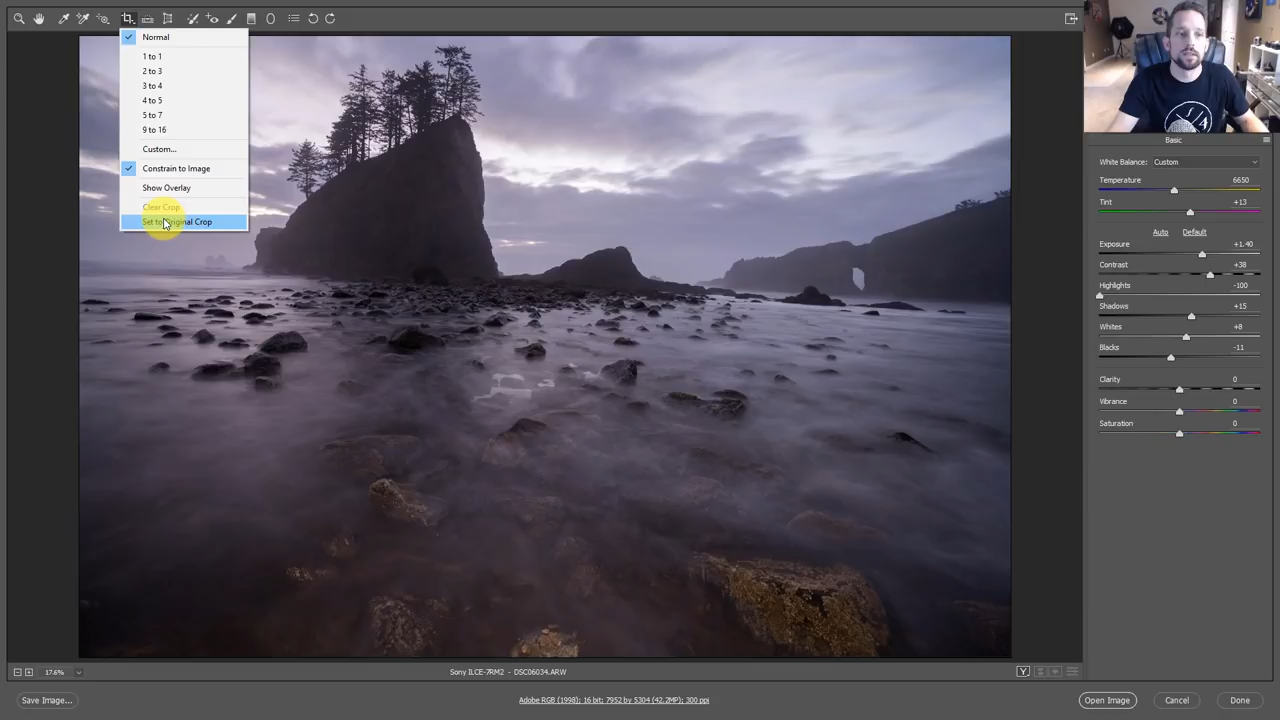 Normal
1 to 1
2 to 3
3 to 4
4 to 5
5 to 7
9 to 16
Custom...
Constrain to Image
Show Overlay
Clear Crop
Set to Original Crop
Basic
White Balance: Custom
Temperature 6650
Tint +13
Auto Default
Exposure +1.40
Contrast +38
Highlights -100
Shadows +15
Whites +8
Blacks -11
Clarity 0
Vibrance 0
Saturation 0
17.6%
Sony ILCE-7RM2 - DSC06034.ARW
Y
Save Image...
Adobe RGB (1998); 16 bit; 7952 by 5304 (42.2MP); 300 ppi
Open Image
Cancel
Done